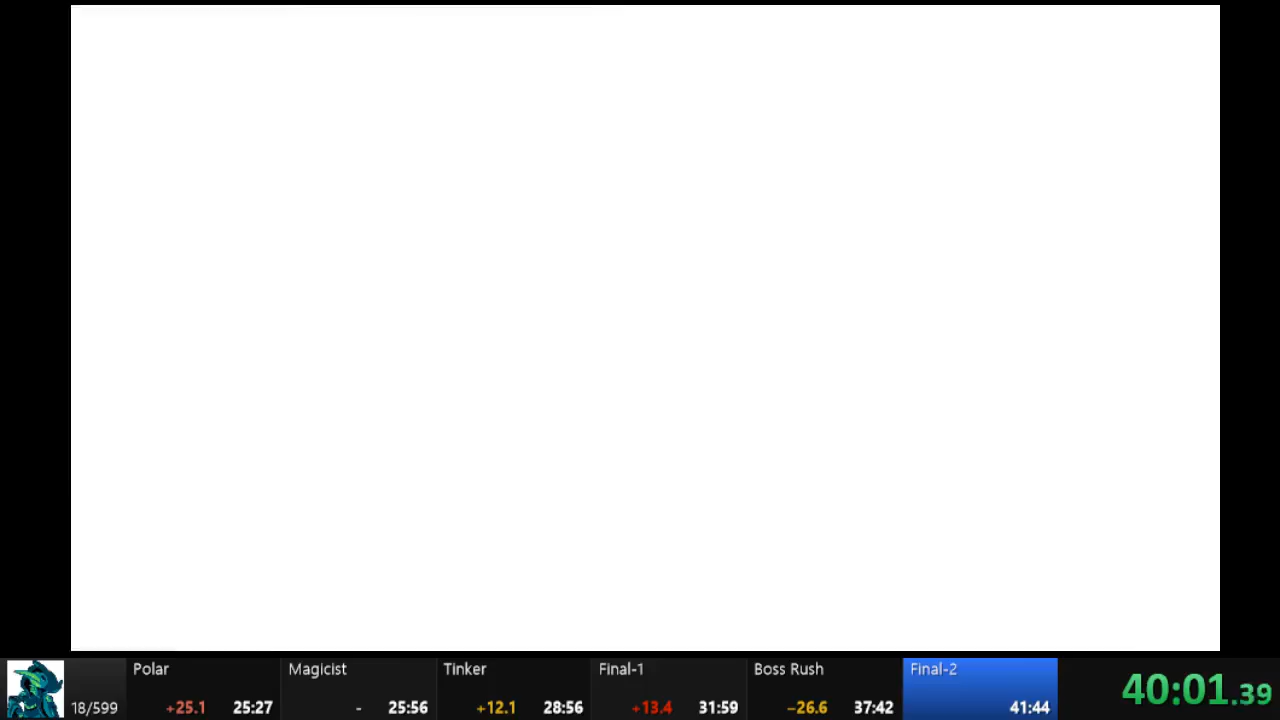 Polar
Magicist
Tinker
Final-1
Boss Rush
Final-2
18/599
+25.1 25:27
- 25:56
+12.1 28:56
+13.4 31:59
-26.6 37:42
41:44
40:01.39